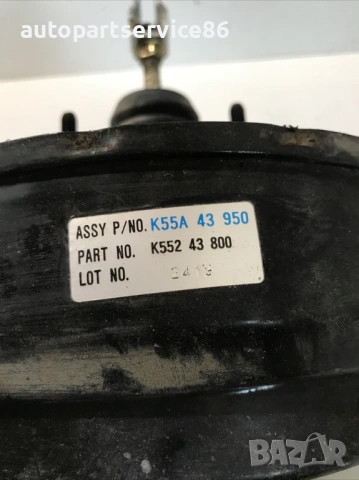 autopartservice86
ASSY P/NO. K55A 43 950
PART NO. K552 43 800
LOT NO.
BAZAR